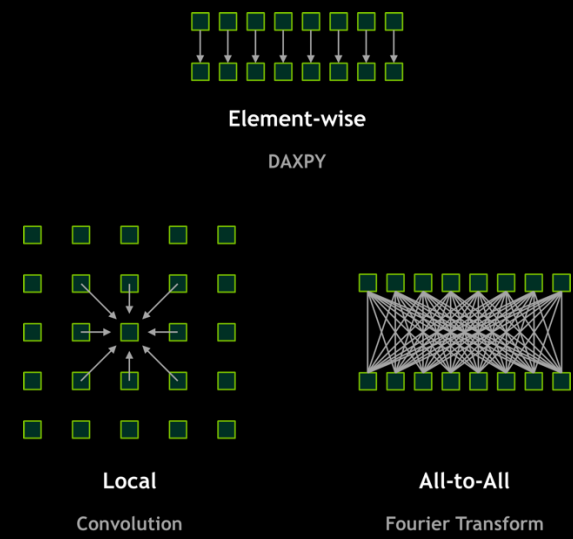 Element-wise
DAXPY
Local
Convolution
All-to-All
Fourier Transform